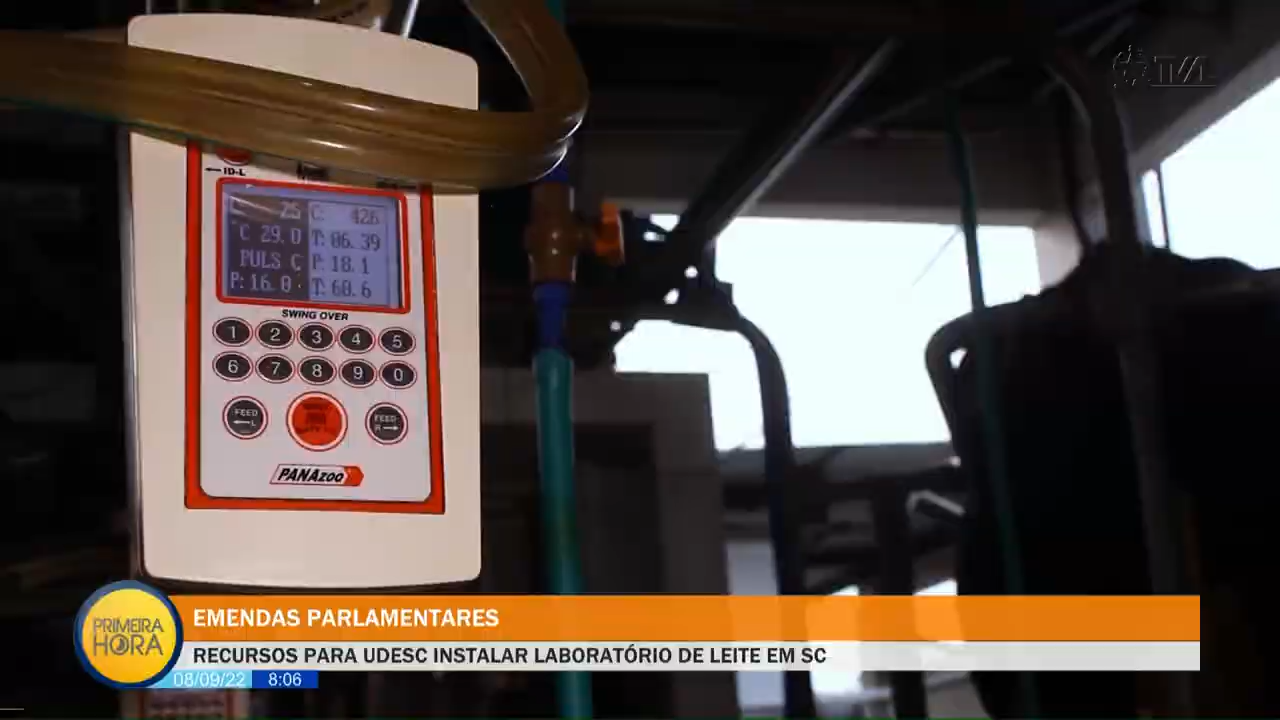 TVAL
←ID-L
25 C: 426
C 29.0 T: 06.39
PULS C P: 18.1
P: 16.0 T: 60.6
SWING OVER
1 2 3 4 5
6 7 8 9 0
FEED
←L
FEED
R→
PANAZOO
PRIMEIRA
HORA
EMENDAS PARLAMENTARES
RECURSOS PARA UDESC INSTALAR LABORATÓRIO DE LEITE EM SC
08/09/22 8:06